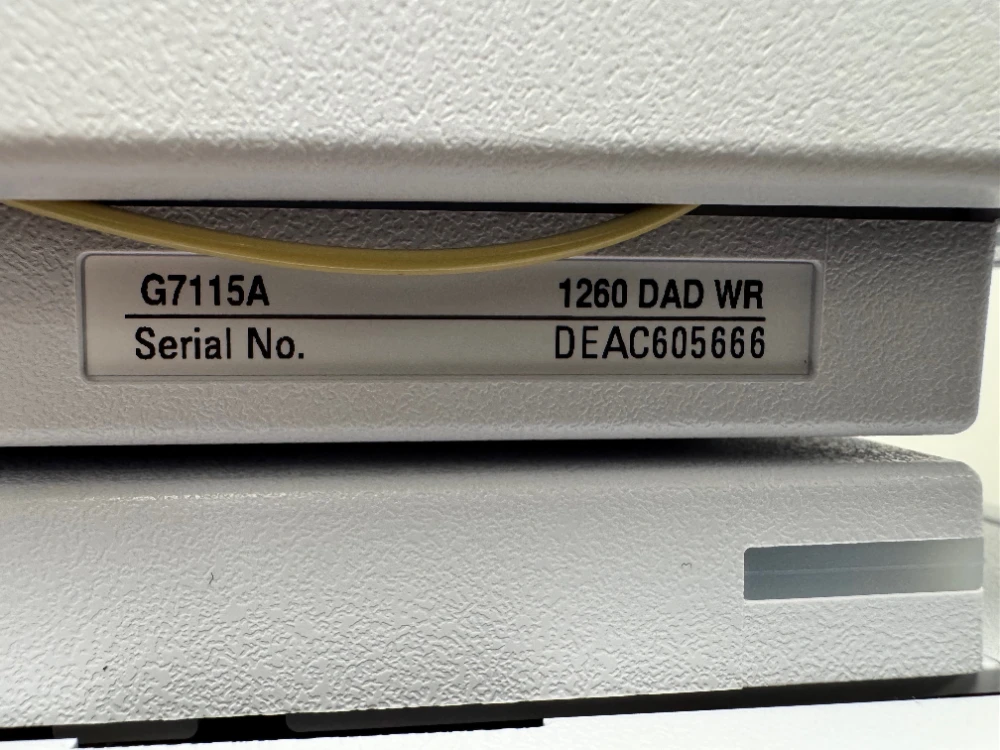 G7115A 1260 DAD WR
Serial No. DEAC605666